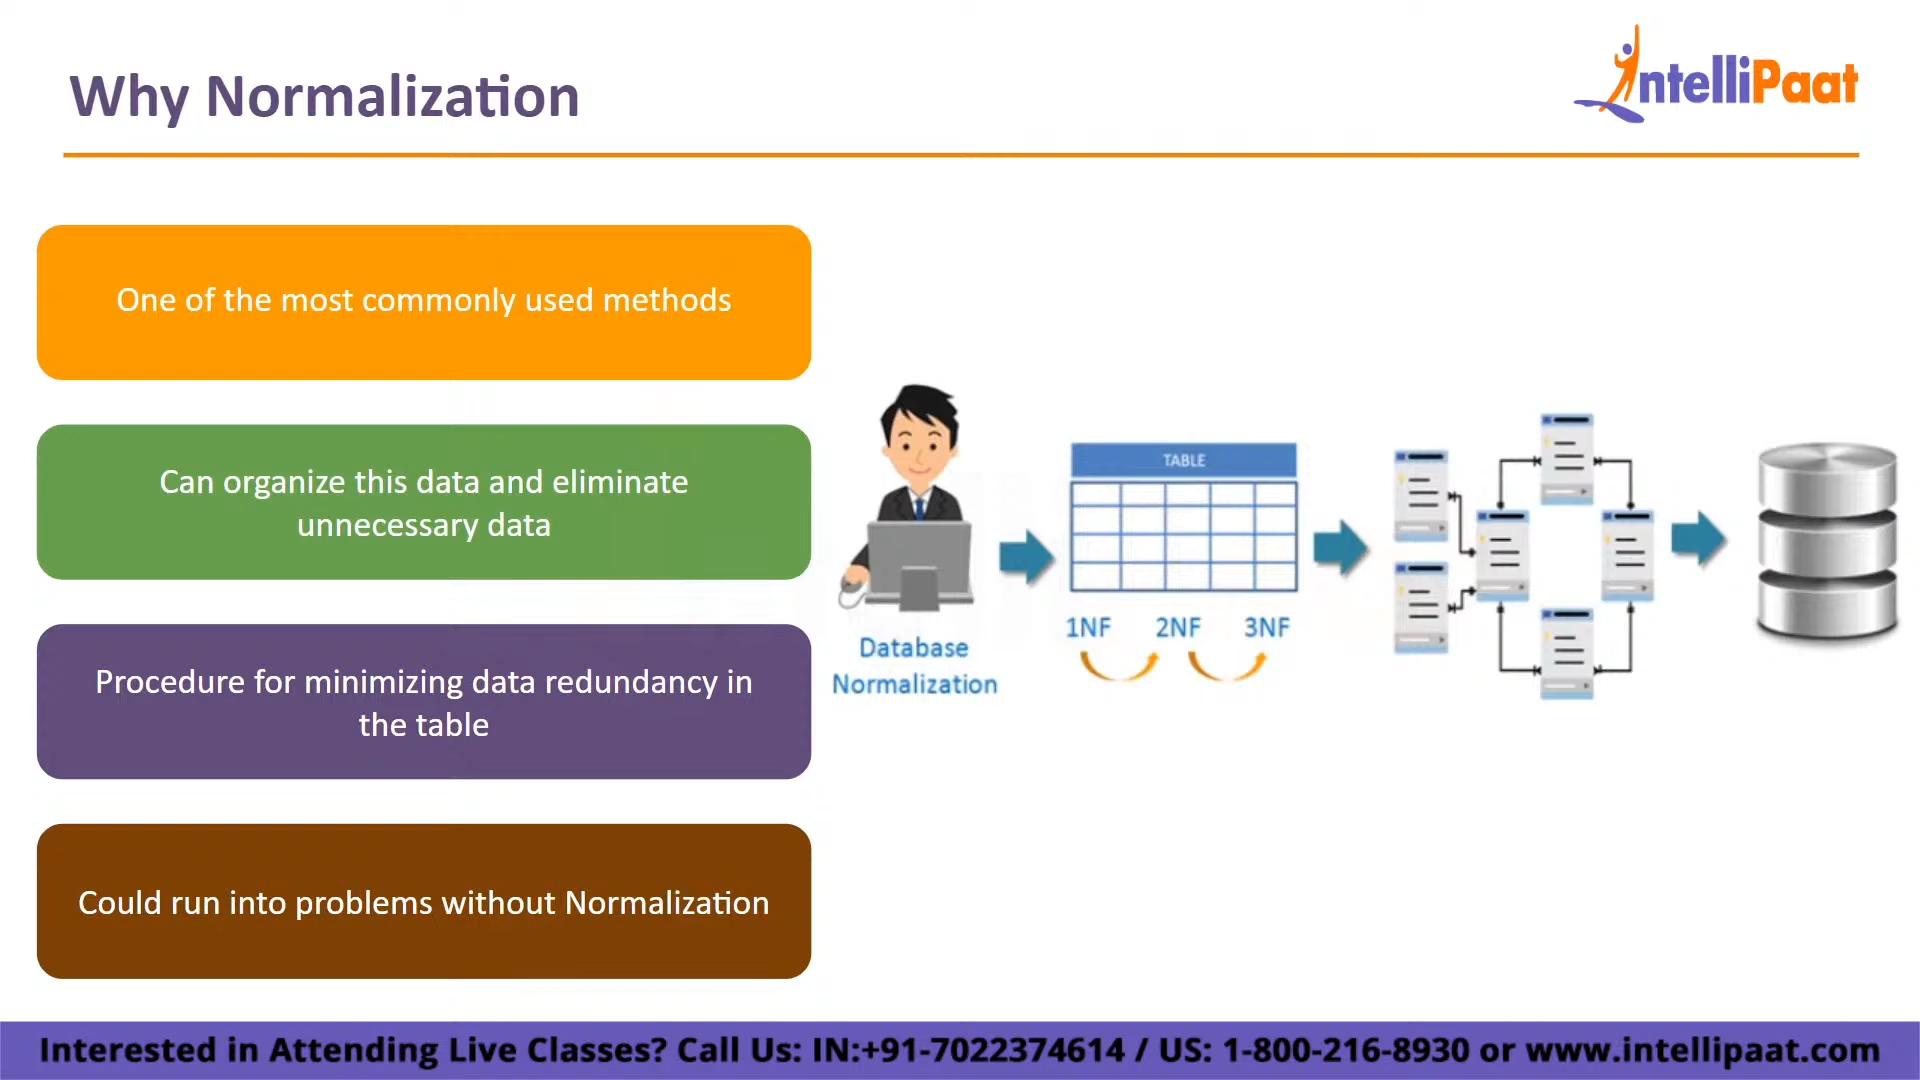 Why Normalization
IntelliPaat
One of the most commonly used methods
Can organize this data and eliminate
unnecessary data
Procedure for minimizing data redundancy in
the table
Could run into problems without Normalization
Database
Normalization
TABLE
1NF 2NF 3NF
Interested in Attending Live Classes? Call Us: IN:+91-7022374614 / US: 1-800-216-8930 or www.intellipaat.com